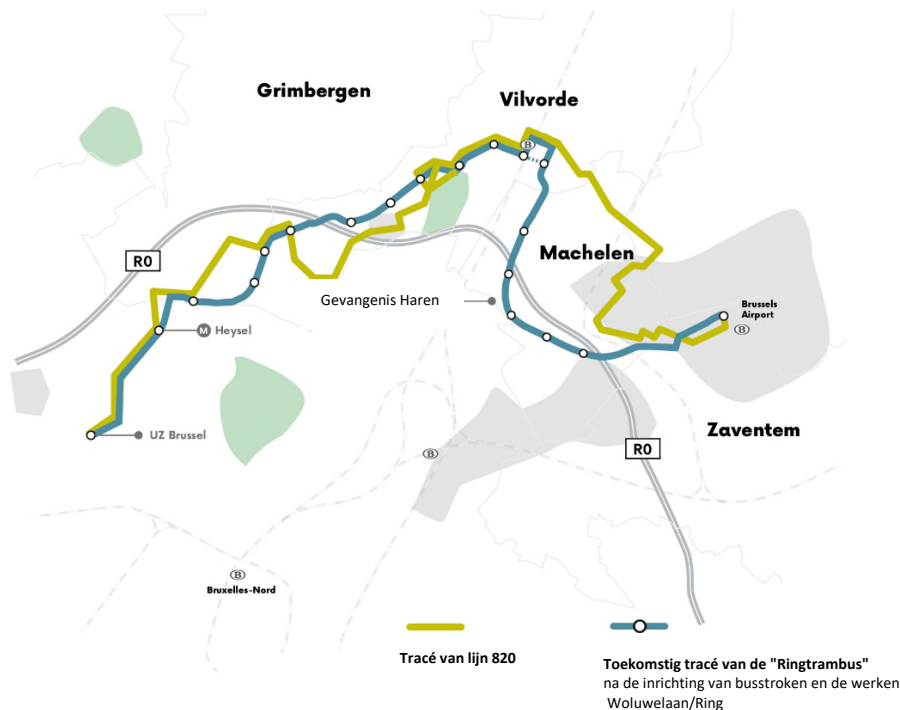 Grimbergen
Vilvorde
B
R0
Machelen
Gevangenis Haren
Brussels
Airport
B
M Heysel
UZ Brussel
Zaventem
R0
B
B
Bruxelles-Nord
Tracé van lijn 820
Toekomstig tracé van de "Ringtrambus"
na de inrichting van busstroken en de werken
Woluwelaan/Ring